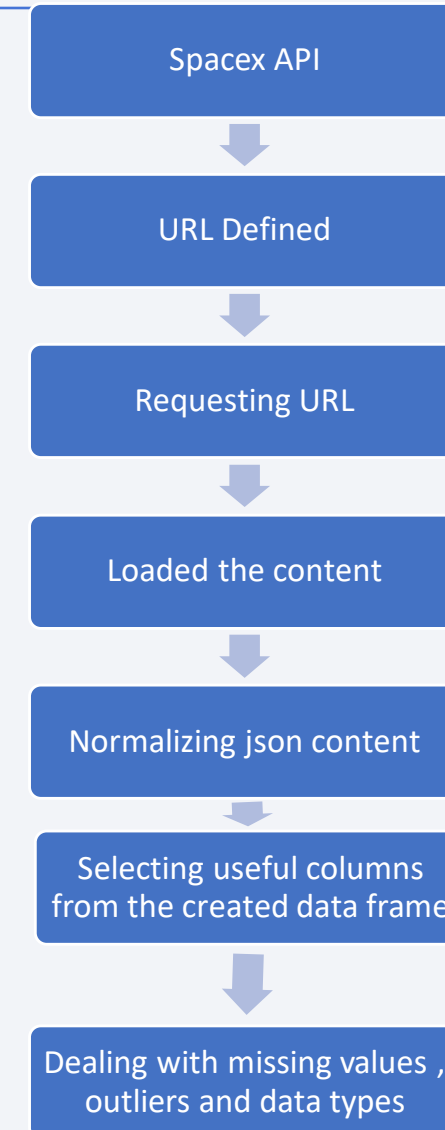 Spacex API
URL Defined
Requesting URL
Loaded the content
Normalizing json content
Selecting useful columns
from the created data frame
Dealing with missing values ,
outliers and data types